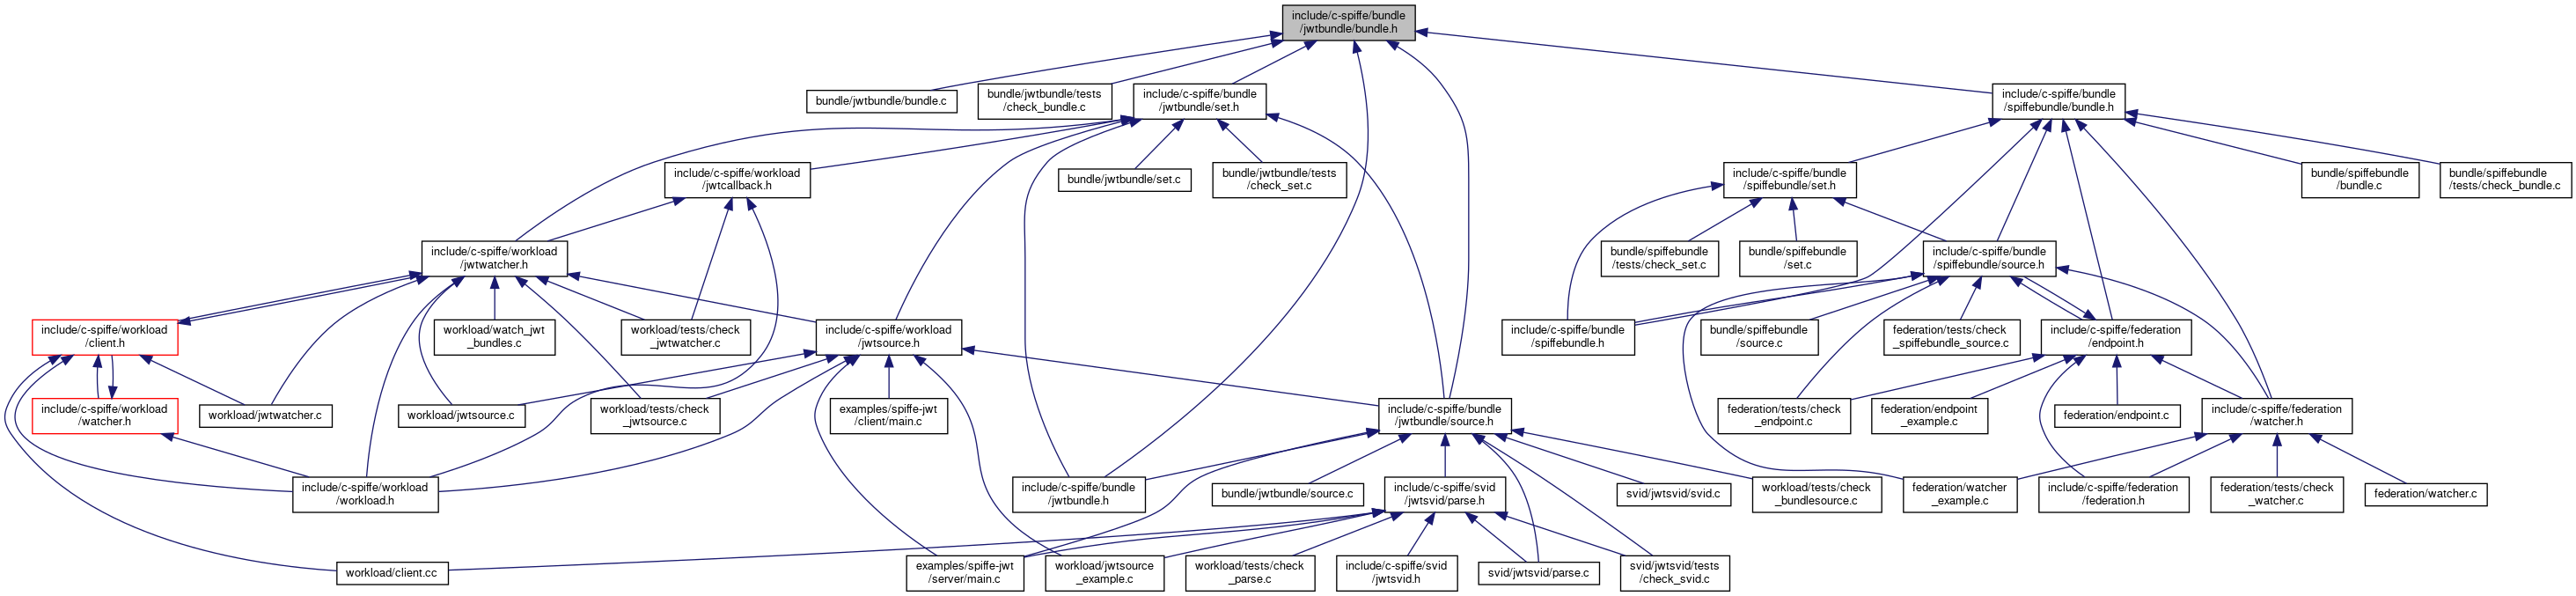 include/c-spiffe/bundle
/jwtbundle/bundle.h
bundle/jwtbundle/bundle.c
bundle/jwtbundle/tests
/check_bundle.c
include/c-spiffe/bundle
/jwtbundle/set.h
include/c-spiffe/bundle
/spiffebundle/bundle.h
include/c-spiffe/workload
/jwtcallback.h
bundle/jwtbundle/set.c
bundle/jwtbundle/tests
/check_set.c
include/c-spiffe/bundle
/spiffebundle/set.h
bundle/spiffebundle
/bundle.c
bundle/spiffebundle
/tests/check_bundle.c
include/c-spiffe/workload
/jwtwatcher.h
bundle/spiffebundle
/tests/check_set.c
bundle/spiffebundle
/set.c
include/c-spiffe/bundle
/spiffebundle/source.h
include/c-spiffe/workload
/client.h
workload/watch_jwt
_bundles.c
workload/tests/check
_jwtwatcher.c
include/c-spiffe/workload
/jwtsource.h
include/c-spiffe/bundle
/spiffebundle.h
bundle/spiffebundle
/source.c
federation/tests/check
_spiffebundle_source.c
include/c-spiffe/federation
/endpoint.h
include/c-spiffe/workload
/watcher.h
workload/jwtwatcher.c
workload/jwtsource.c
workload/tests/check
_jwtsource.c
examples/spiffe-jwt
/client/main.c
include/c-spiffe/bundle
/jwtbundle/source.h
federation/tests/check
_endpoint.c
federation/endpoint
_example.c
federation/endpoint.c
include/c-spiffe/federation
/watcher.h
include/c-spiffe/workload
/workload.h
include/c-spiffe/bundle
/jwtbundle.h
bundle/jwtbundle/source.c
include/c-spiffe/svid
/jwtsvid/parse.h
svid/jwtsvid/svid.c
workload/tests/check
_bundlesource.c
federation/watcher
_example.c
include/c-spiffe/federation
/federation.h
federation/tests/check
_watcher.c
federation/watcher.c
workload/client.cc
examples/spiffe-jwt
/server/main.c
workload/jwtsource
_example.c
workload/tests/check
_parse.c
include/c-spiffe/svid
/jwtsvid.h
svid/jwtsvid/parse.c
svid/jwtsvid/tests
/check_svid.c